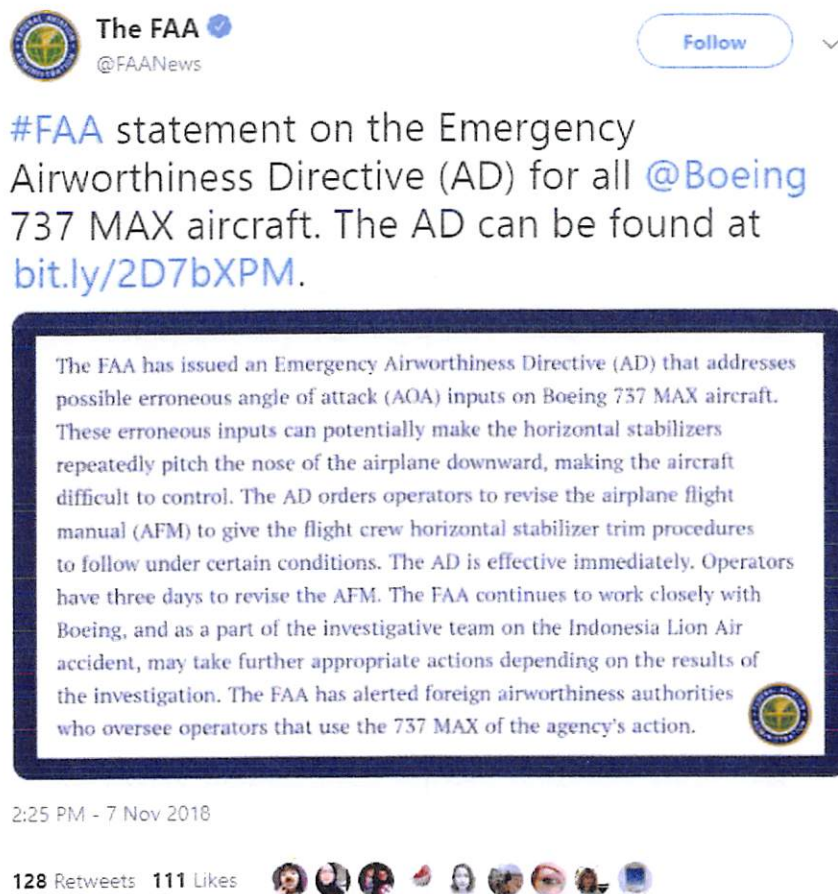 The FAA
@FAANews
Follow
#FAA statement on the Emergency
Airworthiness Directive (AD) for all @Boeing
737 MAX aircraft. The AD can be found at
bit.ly/2D7bXPM.
The FAA has issued an Emergency Airworthiness Directive (AD) that addresses
possible erroneous angle of attack (AOA) inputs on Boeing 737 MAX aircraft.
These erroneous inputs can potentially make the horizontal stabilizers
repeatedly pitch the nose of the airplane downward, making the aircraft
difficult to control. The AD orders operators to revise the airplane flight
manual (AFM) to give the flight crew horizontal stabilizer trim procedures
to follow under certain conditions. The AD is effective immediately. Operators
have three days to revise the AFM. The FAA continues to work closely with
Boeing, and as a part of the investigative team on the Indonesia Lion Air
accident, may take further appropriate actions depending on the results of
the investigation. The FAA has alerted foreign airworthiness authorities
who oversee operators that use the 737 MAX of the agency's action.
2:25 PM - 7 Nov 2018
128 Retweets 111 Likes